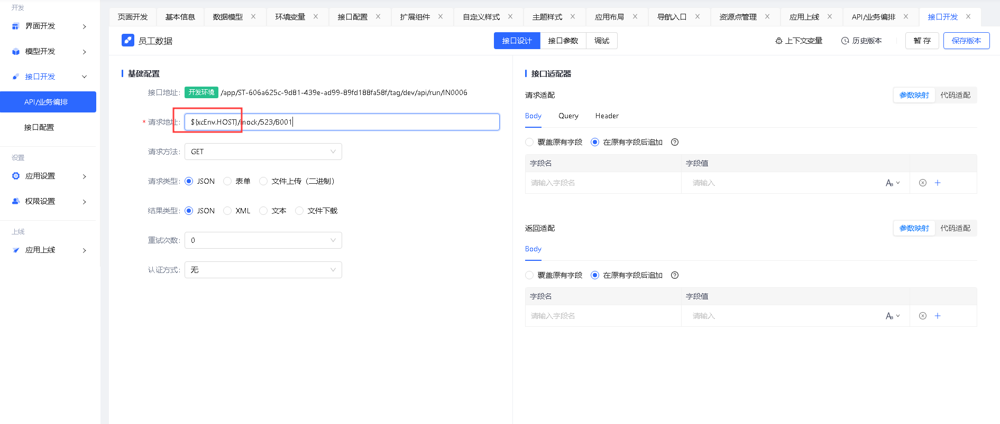 开发
界面开发
模型开发
接口开发
API/业务编排
接口配置
设置
应用设置
权限设置
上线
应用上线
页面开发 基本信息 数据模型 环境变量 接口配置 扩展组件 自定义样式 主题样式 应用布局 导航入口 资源点管理 应用上线 API/业务编排 接口开发
员工数据 接口设计 接口参数 调试 上下文变量 历史版本 暂 存 保存版本
基础配置
接口地址: 开发环境 /app/ST-606a625c-9d81-439e-ad99-89fd188fa58f/tag/dev/api/run/IN0006
* 请求地址: ${xcEnv.HOST}/mock/523/B001
请求方法: GET
请求类型: JSON 表单 文件上传（二进制）
结果类型: JSON XML 文本 文件下载
重试次数: 0
认证方式: 无
接口适配器
请求适配 参数映射 代码适配
Body Query Header
覆盖原有字段 在原有字段后追加
字段名 字段值
请输入字段名 请输入
返回适配 参数映射 代码适配
Body
覆盖原有字段 在原有字段后追加
字段名 字段值
请输入字段名 请输入